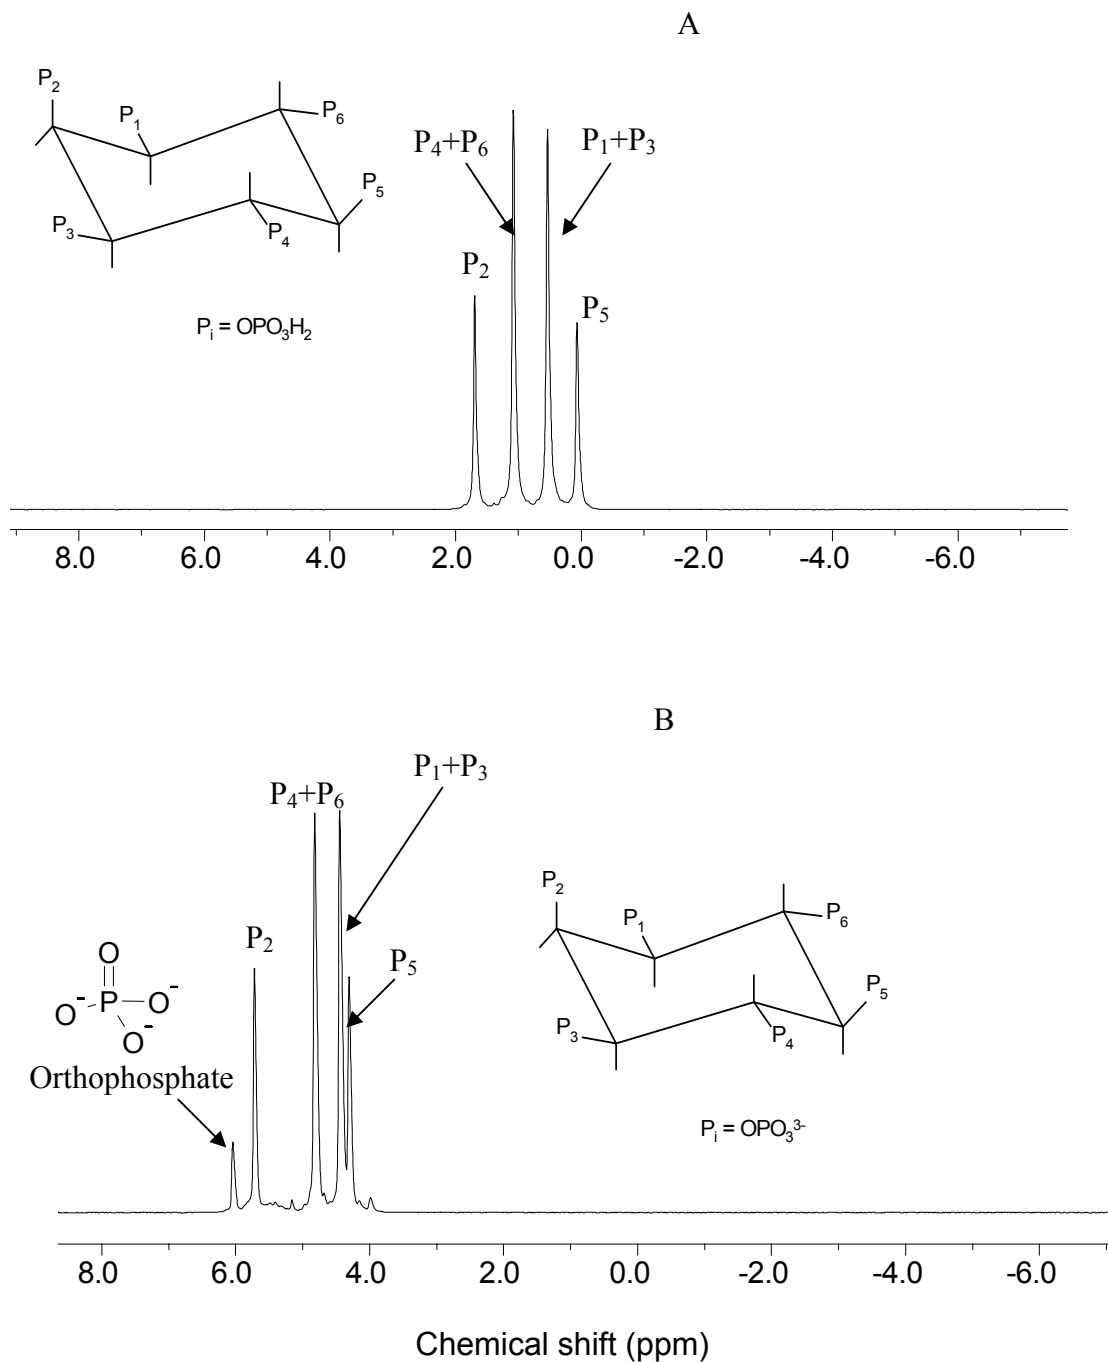 A
P₂
P₁
P₆
P₅
P₃
P₄
Pᵢ = OPO₃H₂
P₄+P₆
P₁+P₃
P₂
P₅
8.0 6.0 4.0 2.0 0.0 -2.0 -4.0 -6.0
B
P₁+P₃
P₄+P₆
P₂
P₅
O
O⁻ P O⁻
O⁻
Orthophosphate
P₂
P₁
P₆
P₅
P₃
P₄
Pᵢ = OPO₃³⁻
8.0 6.0 4.0 2.0 0.0 -2.0 -4.0 -6.0
Chemical shift (ppm)